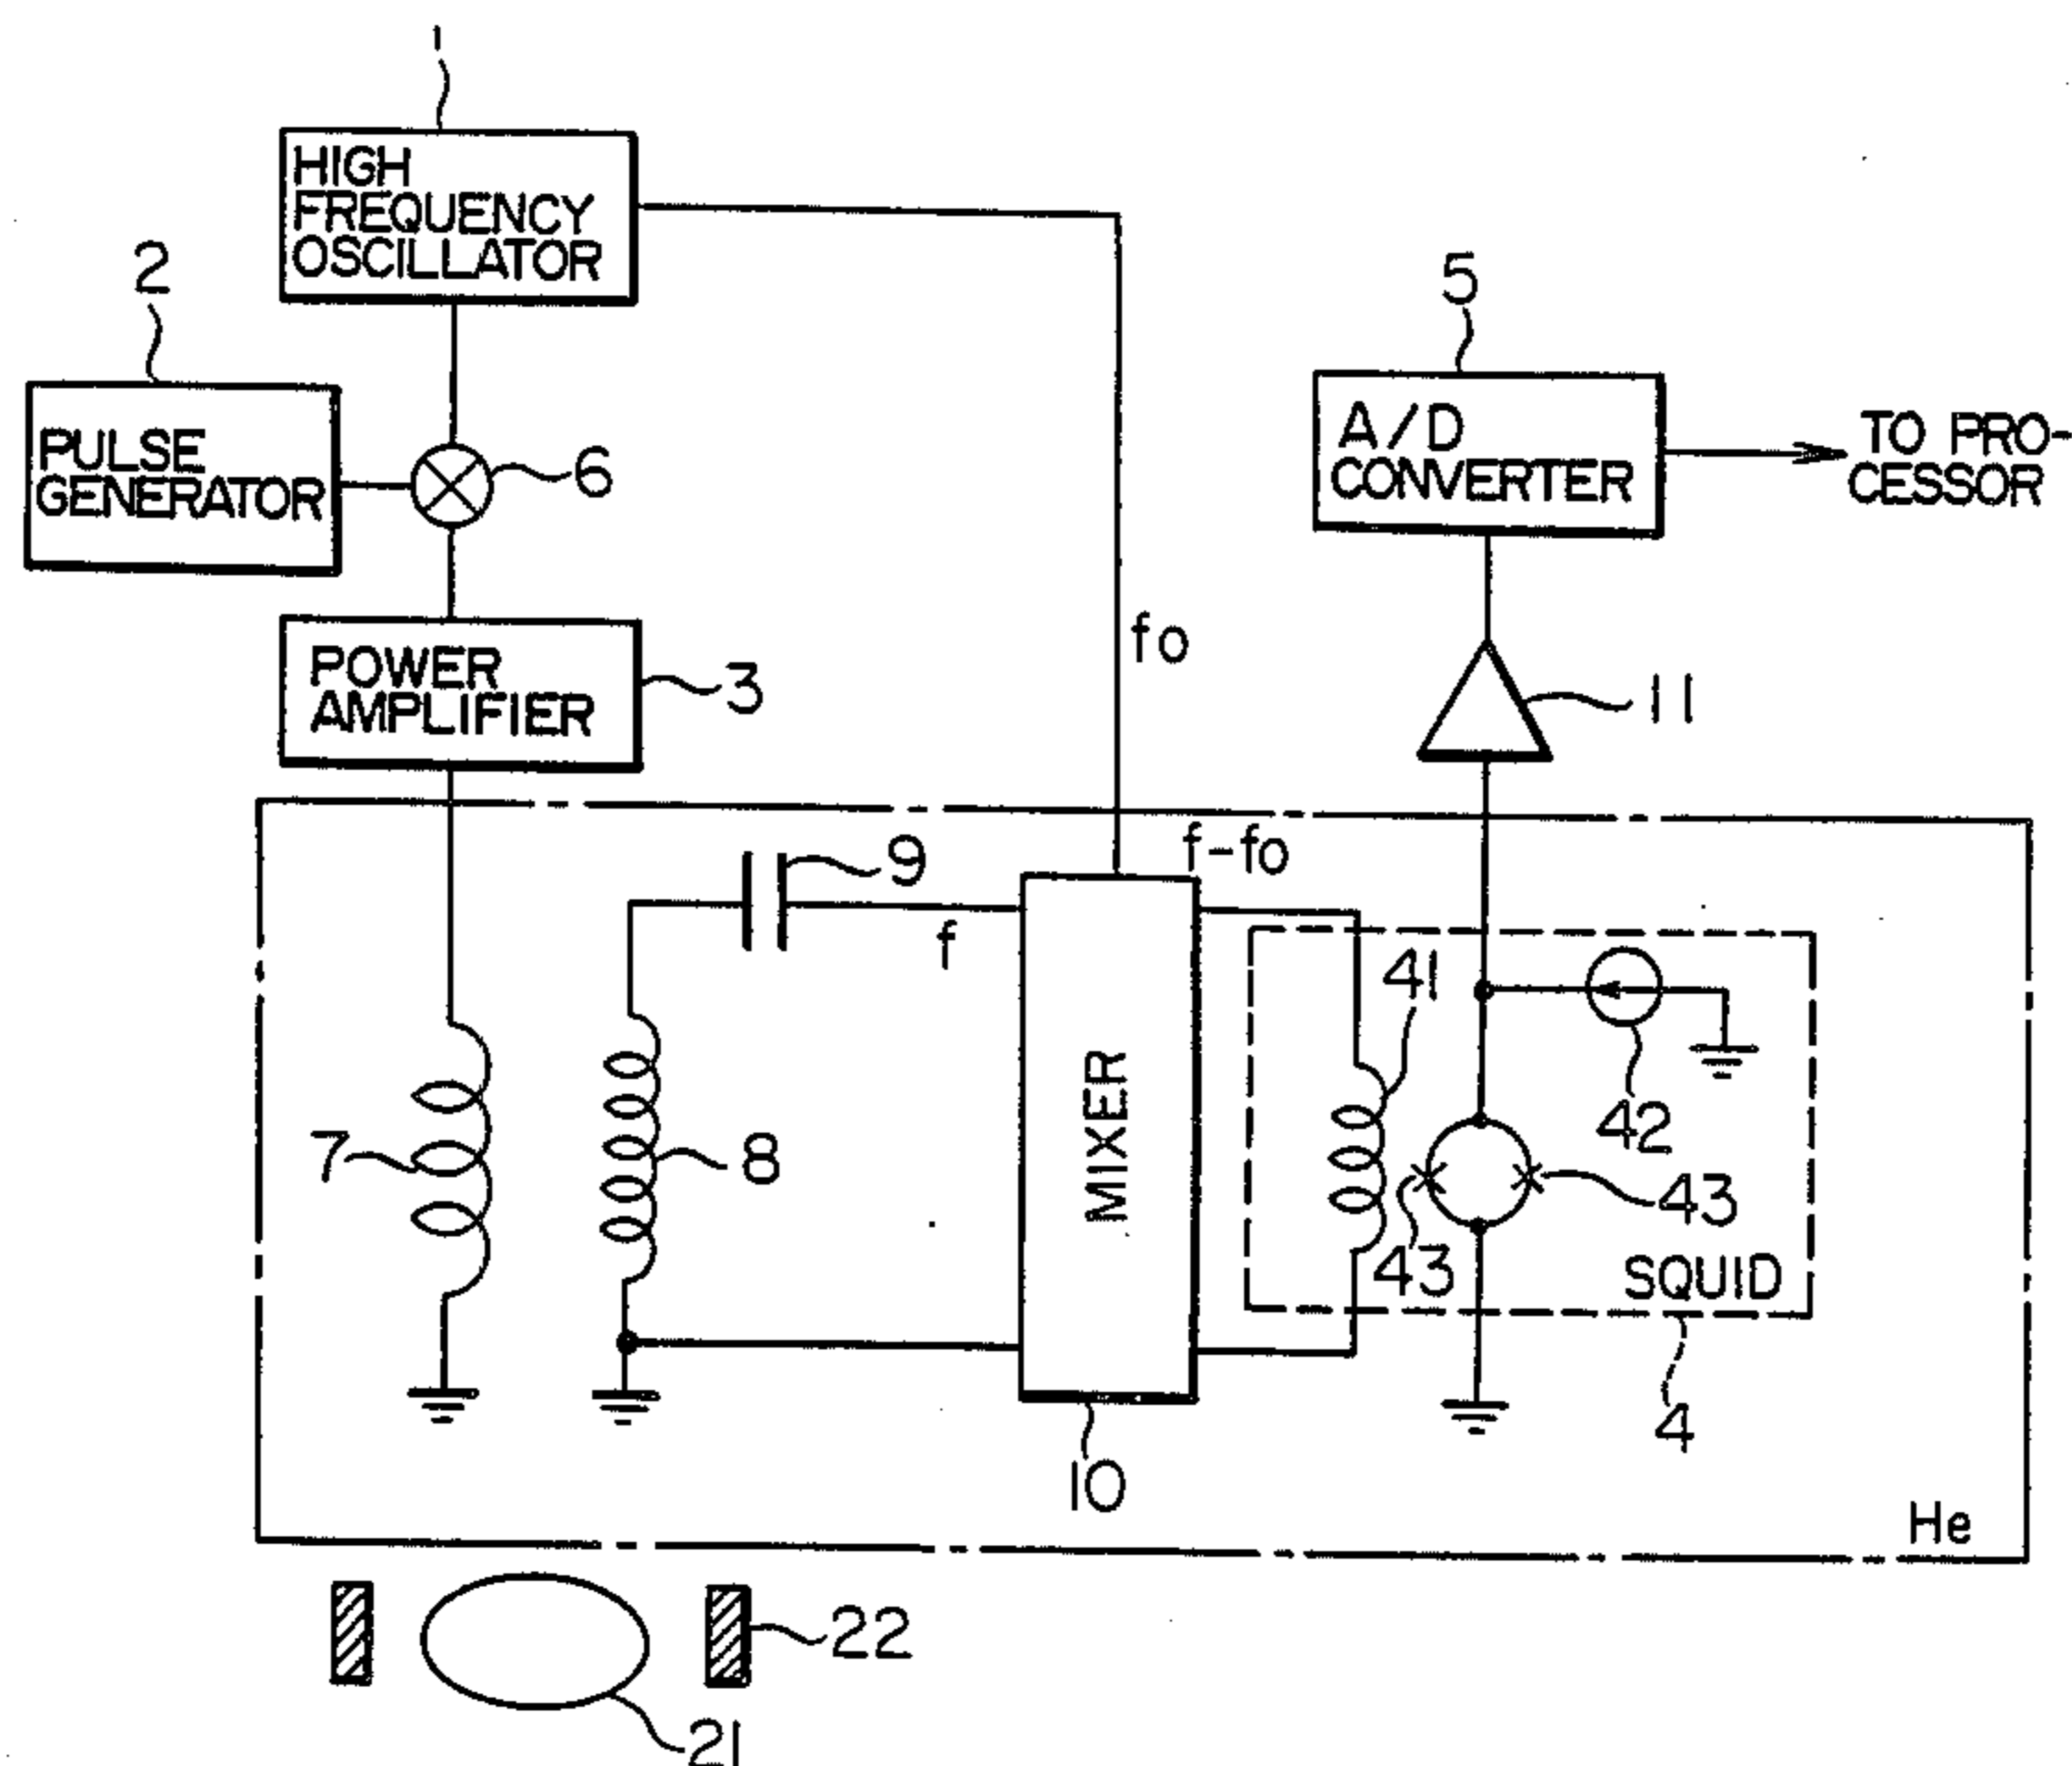 1
HIGH
FREQUENCY
OSCILLATOR
2
5
PULSE
GENERATOR
6
A/D
CONVERTER
TO PRO-
CESSOR
POWER
AMPLIFIER
3
fo
11
9
f
f-fo
41
42
7
8
MIXER
43
43
SQUID
4
10
He
22
21